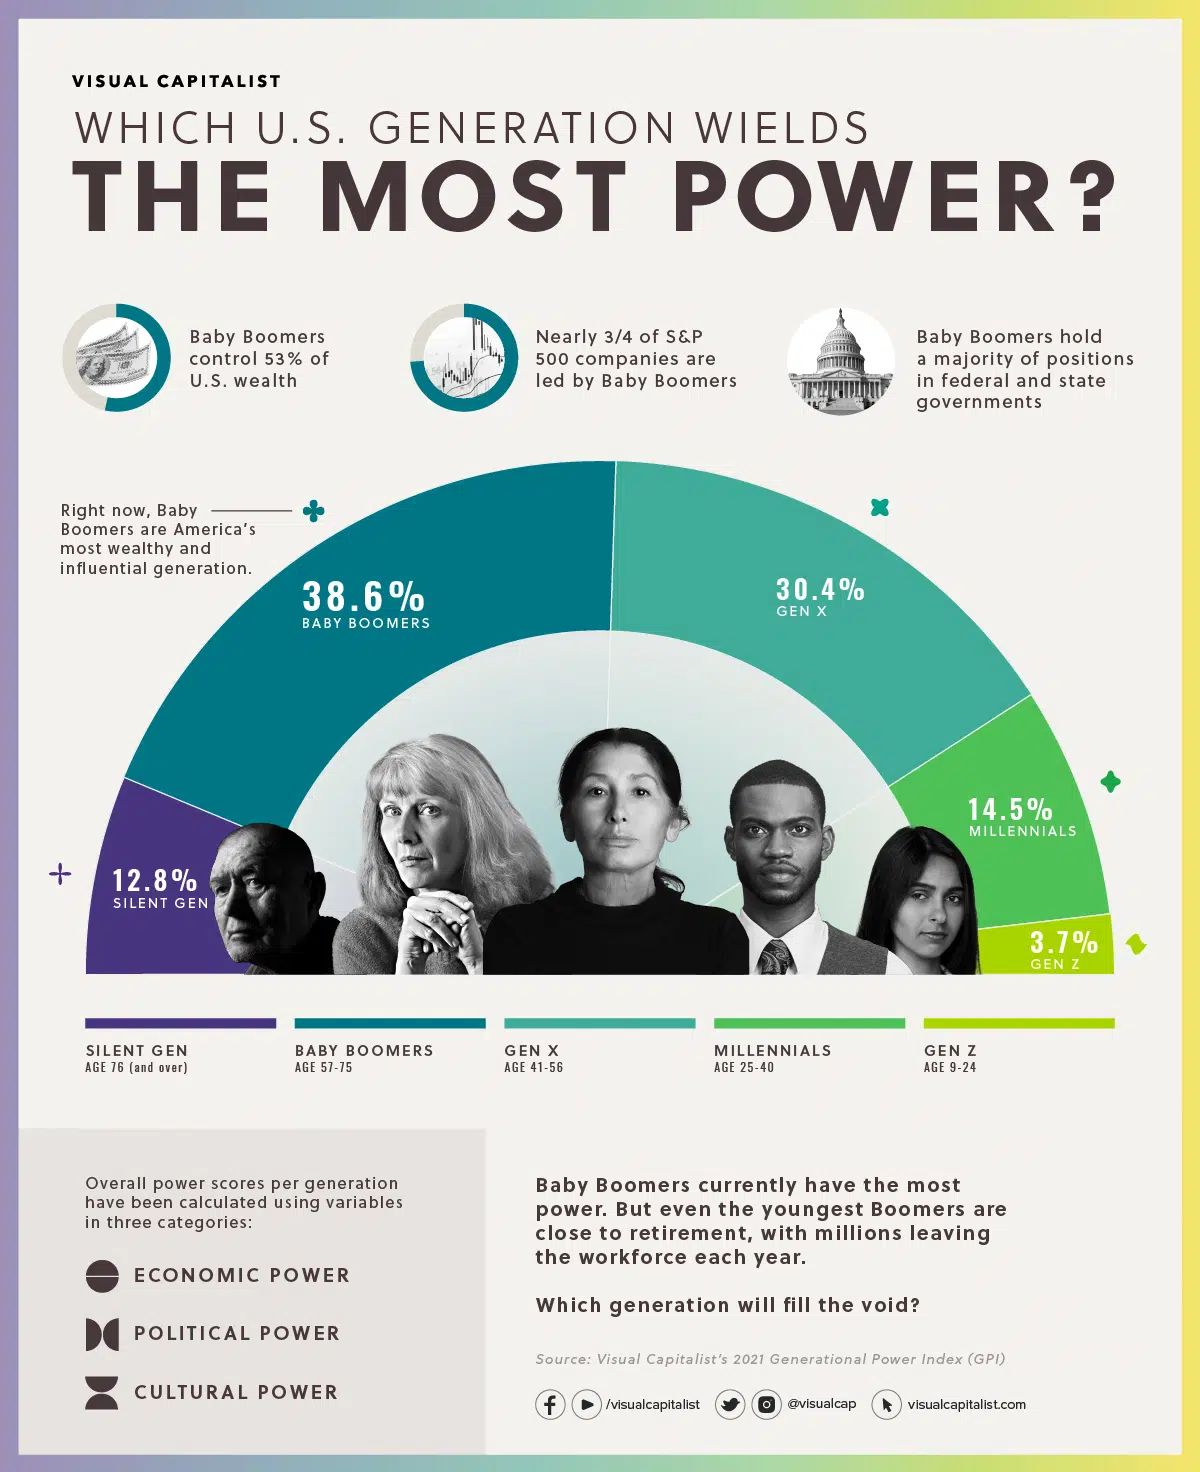 VISUAL CAPITALIST
WHICH U.S. GENERATION WIELDS
THE MOST POWER?
Baby Boomers
control 53% of
U.S. wealth
Nearly 3/4 of S&P
500 companies are
led by Baby Boomers
Baby Boomers hold
a majority of positions
in federal and state
governments
Right now, Baby
Boomers are America's
most wealthy and
influential generation.
38.6%
BABY BOOMERS
30.4%
GEN X
14.5%
MILLENNIALS
12.8%
SILENT GEN
3.7%
GEN Z
SILENT GEN
AGE 76 (and over)
BABY BOOMERS
AGE 57-75
GEN X
AGE 41-56
MILLENNIALS
AGE 25-40
GEN Z
AGE 9-24
Overall power scores per generation
have been calculated using variables
in three categories:
ECONOMIC POWER
POLITICAL POWER
CULTURAL POWER
Baby Boomers currently have the most
power. But even the youngest Boomers are
close to retirement, with millions leaving
the workforce each year.
Which generation will fill the void?
Source: Visual Capitalist's 2021 Generational Power Index (GPI)
/visualcapitalist
@visualcap
visualcapitalist.com